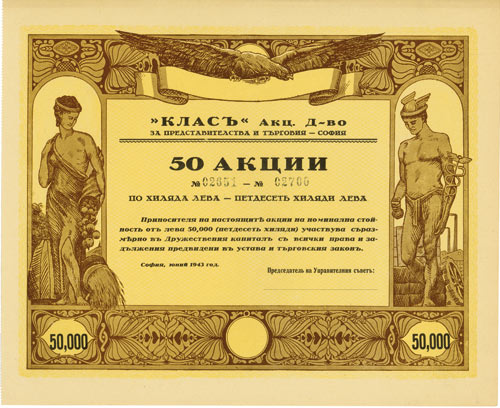 »КЛАСЪ« Акц. Д-во
ЗА ПРЕДСТАВИТЕЛСТВА И ТЪРГОВИЯ — СОФИЯ
50 АКЦИИ
№ 02651 — № 02700
ПО ХИЛЯДА ЛЕВА — ПЕТДЕСЕТЬ ХИЛЯДИ ЛЕВА
Приносителя на настоящитѣ акции на номинална стой-
ность отъ лева 50,000 (петдесеть хиляди) участвува съраз-
мѣрно въ Дружествения капиталъ съ всички права и за-
дължения предвидени въ устава и търговския законъ.
София, юний 1943 год.
Председатель на Управителния съветъ:
50,000
50,000